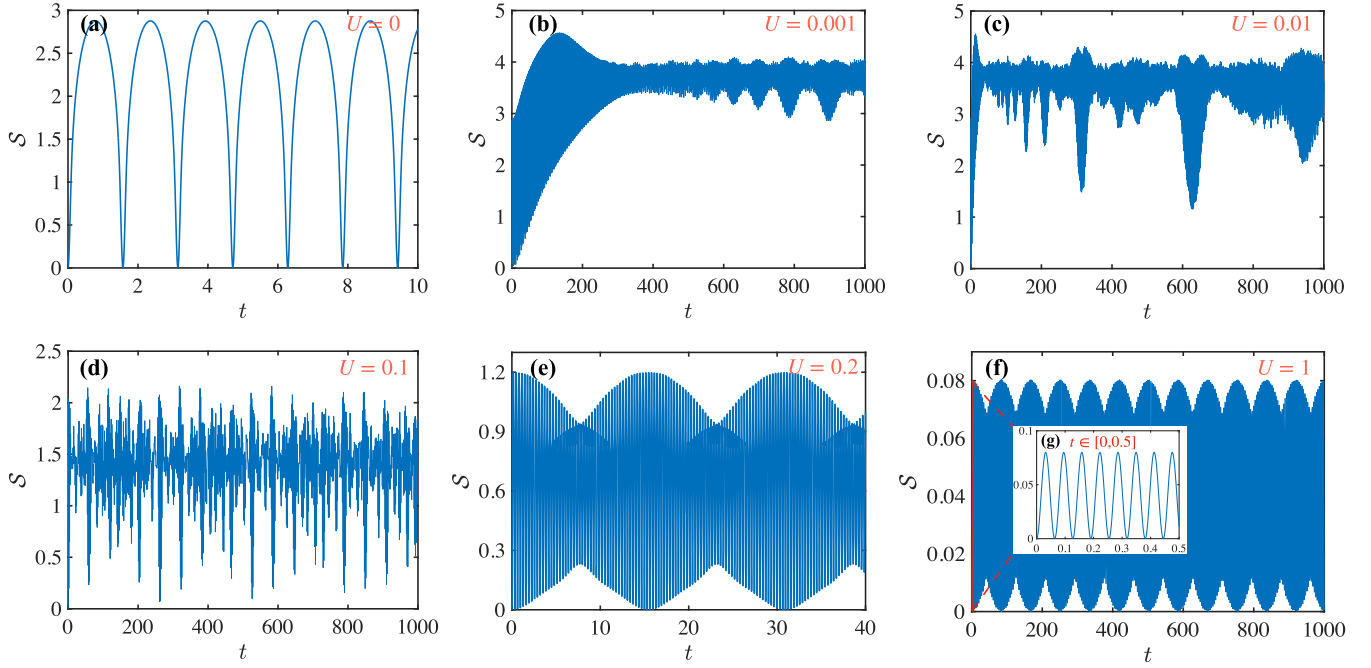 (a) U = 0
3
2.5
2
1.5
1
0.5
0
S
0 2 4 6 8 10
t
(b) U = 0.001
5
4
3
2
1
0
S
0 200 400 600 800 1000
t
(c) U = 0.01
5
4
3
2
1
0
S
0 200 400 600 800 1000
t
(d) U = 0.1
2.5
2
1.5
1
0.5
0
S
0 200 400 600 800 1000
t
(e) U = 0.2
1.2
0.9
0.6
0.3
0
S
0 10 20 30 40
t
(f) U = 1
0.08
0.06
0.04
0.02
0
S
0 200 400 600 800 1000
t
(g) t ∈ [0,0.5]
0.1
0.05
0
0 0.1 0.2 0.3 0.4 0.5